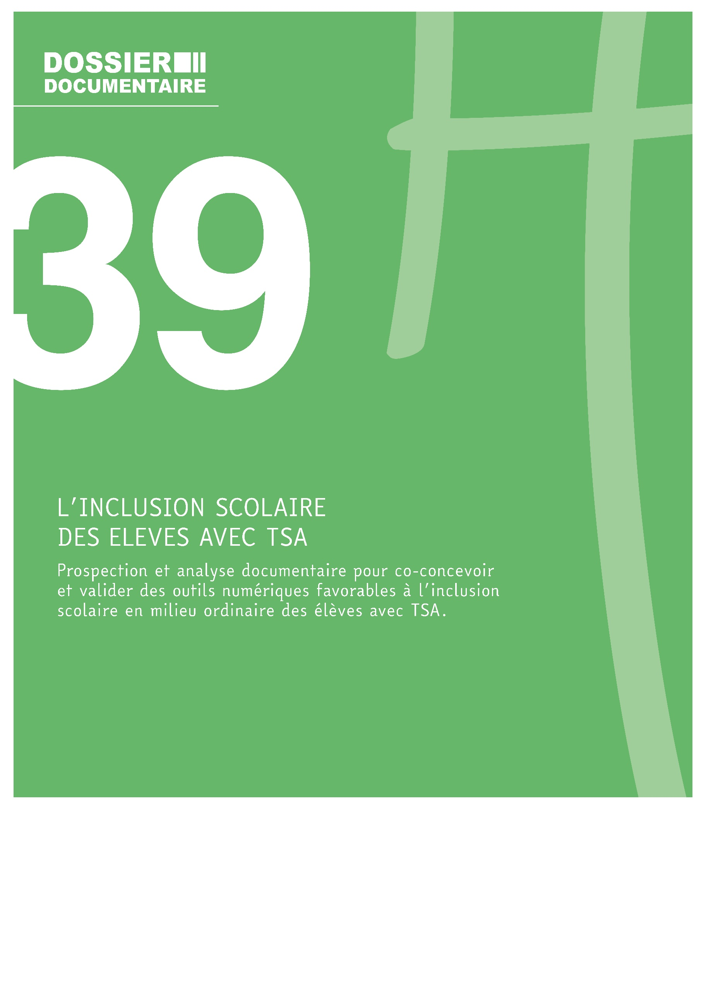 DOSSIER
DOCUMENTAIRE
39
L’INCLUSION SCOLAIRE
DES ELEVES AVEC TSA
Prospection et analyse documentaire pour co-concevoir
et valider des outils numériques favorables à l’inclusion
scolaire en milieu ordinaire des élèves avec TSA.